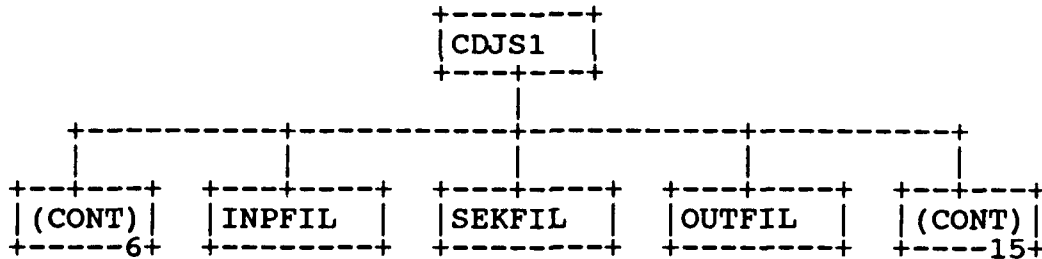 CDJS1
(CONT) INPFIL SEKFIL OUTFIL (CONT)
6 15